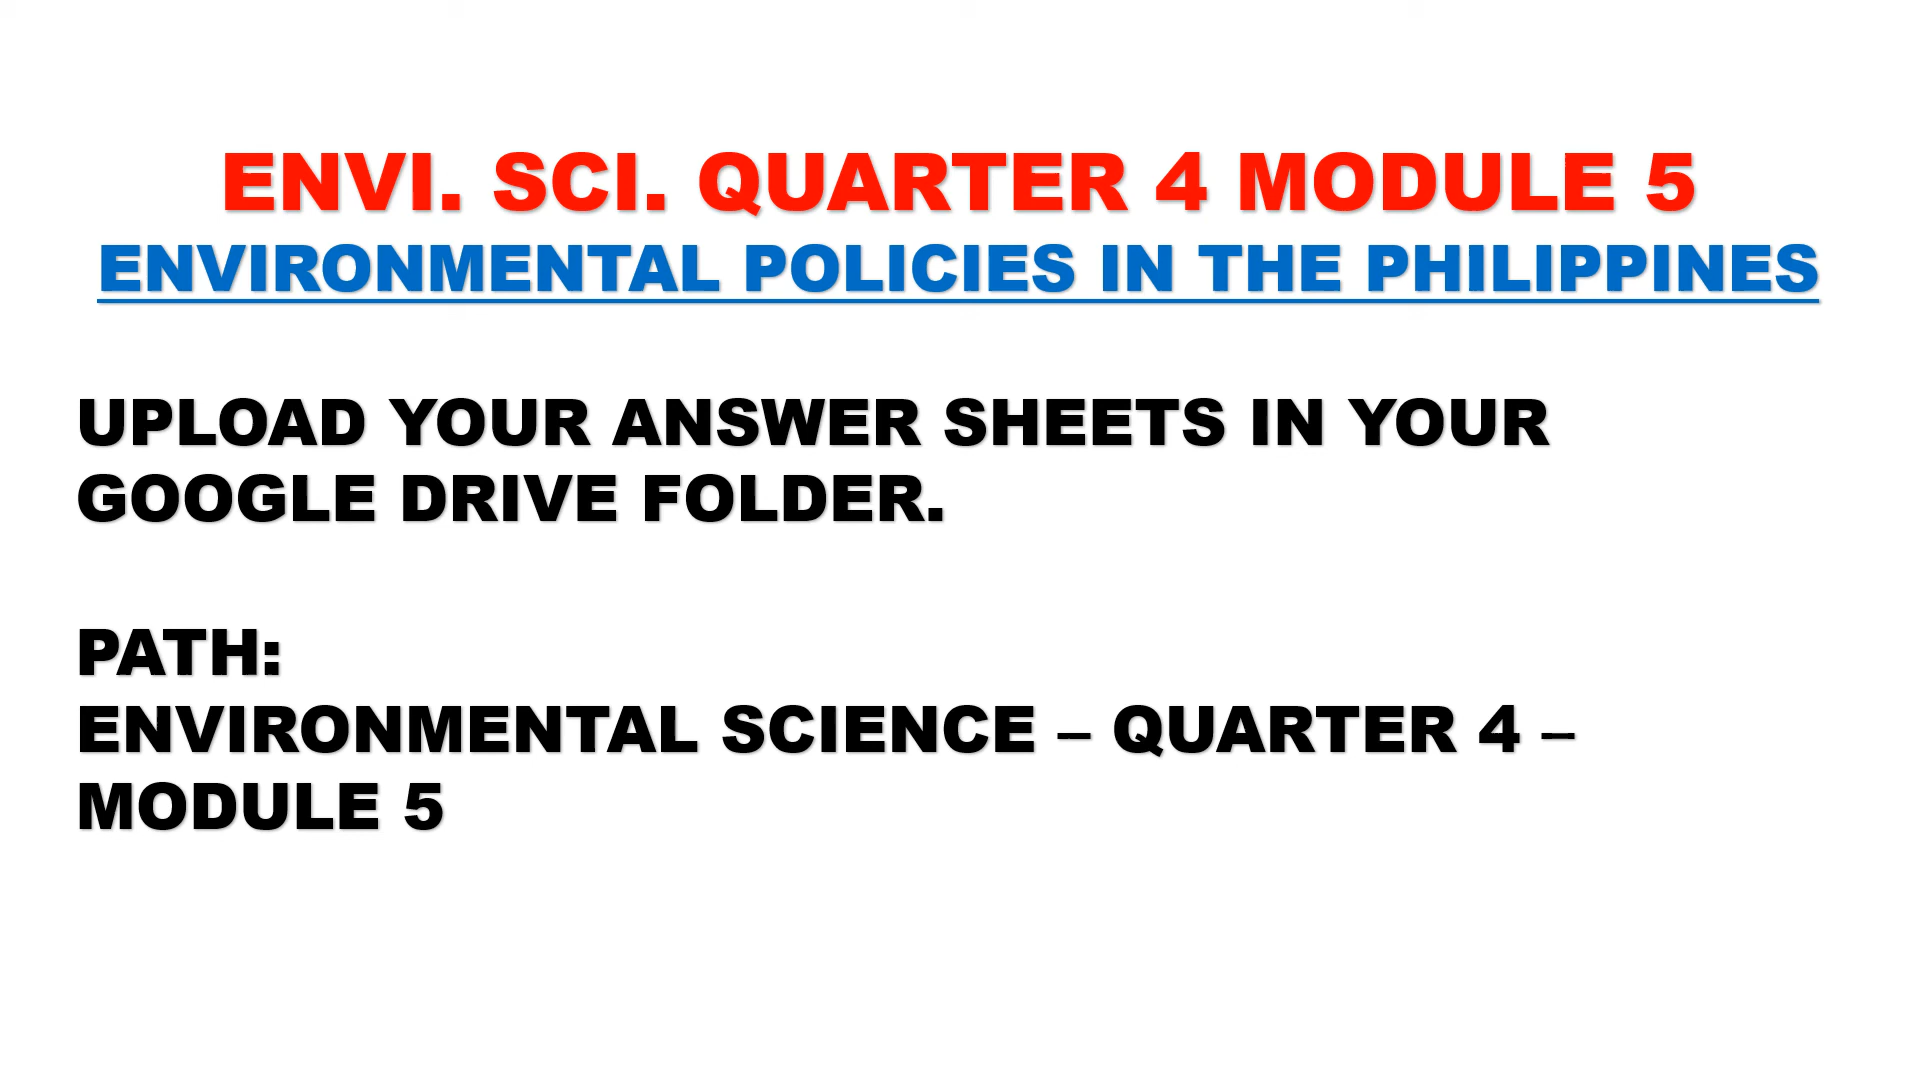 ENVI. SCI. QUARTER 4 MODULE 5
ENVIRONMENTAL POLICIES IN THE PHILIPPINES
UPLOAD YOUR ANSWER SHEETS IN YOUR
GOOGLE DRIVE FOLDER.
PATH:
ENVIRONMENTAL SCIENCE – QUARTER 4 –
MODULE 5